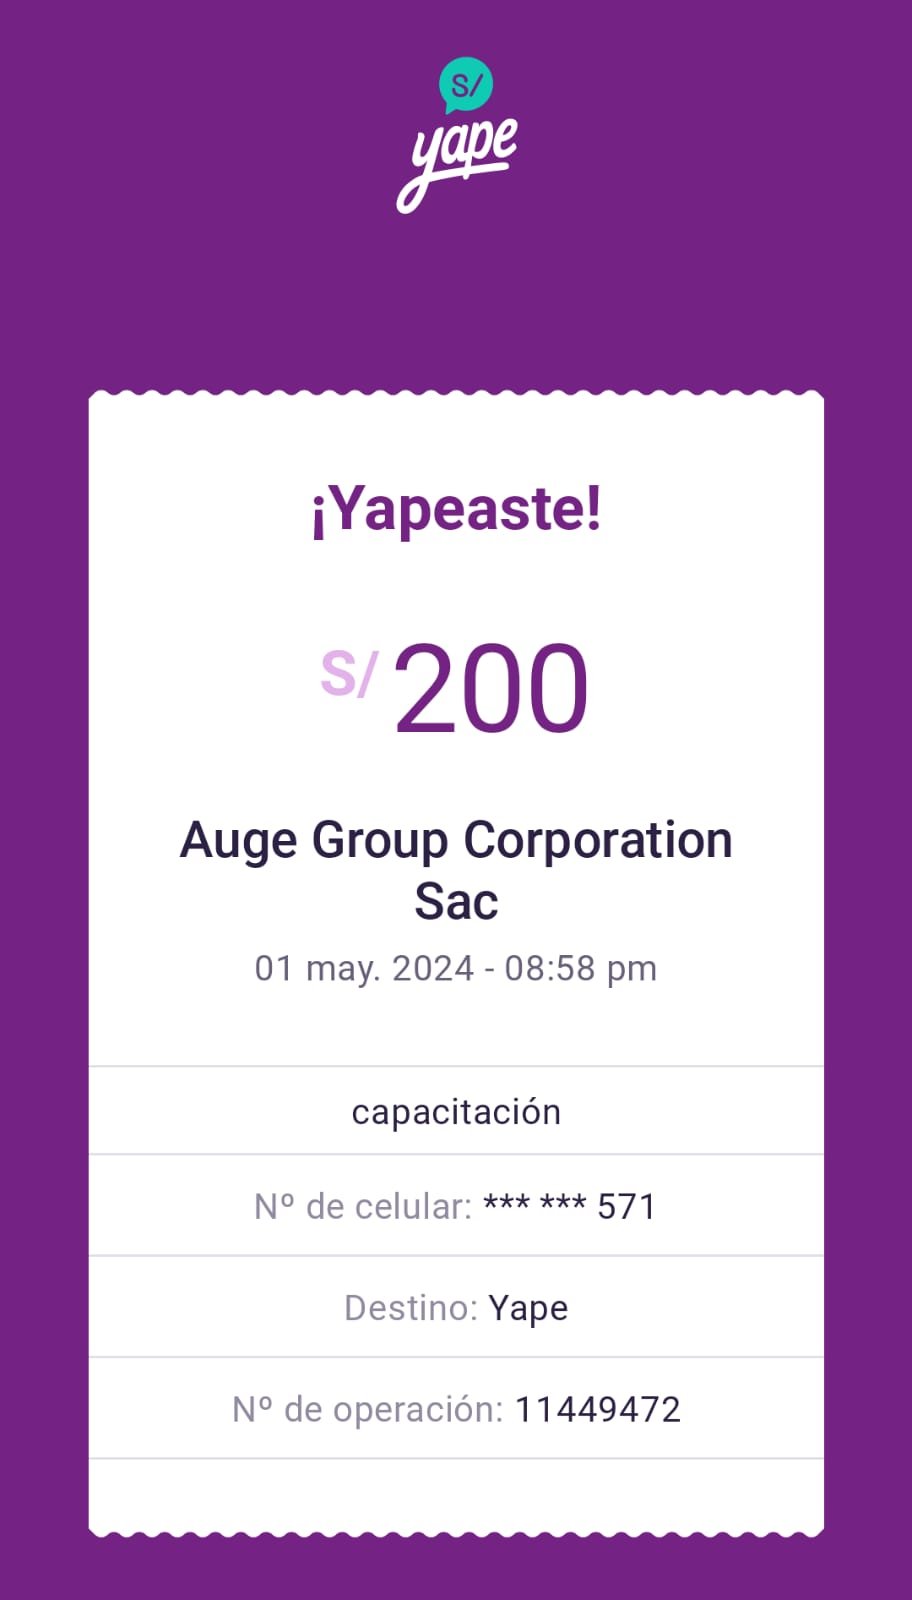 S/
yape
¡Yapeaste!
S/ 200
Auge Group Corporation
Sac
01 may. 2024 - 08:58 pm
capacitación
Nº de celular: *** *** 571
Destino: Yape
Nº de operación: 11449472